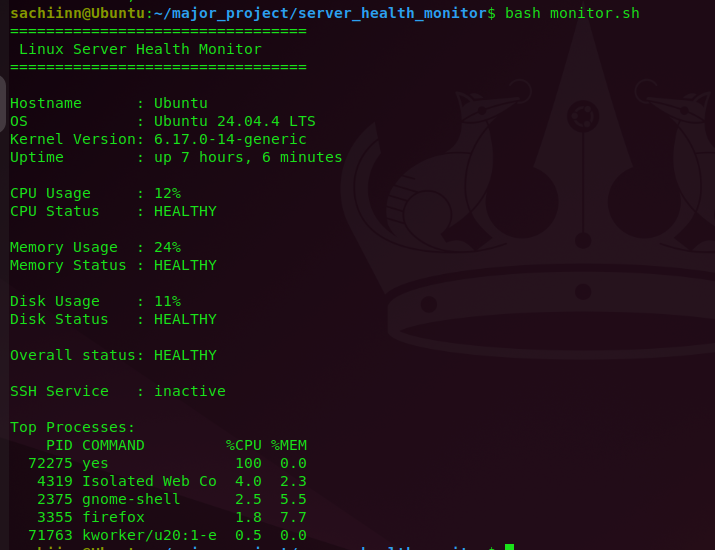 sachiinn@Ubuntu:~/major_project/server_health_monitor$ bash monitor.sh
=================================
 Linux Server Health Monitor
=================================
Hostname      : Ubuntu
OS            : Ubuntu 24.04.4 LTS
Kernel Version: 6.17.0-14-generic
Uptime        : up 7 hours, 6 minutes
CPU Usage     : 12%
CPU Status    : HEALTHY
Memory Usage  : 24%
Memory Status : HEALTHY
Disk Usage    : 11%
Disk Status   : HEALTHY
Overall status: HEALTHY
SSH Service   : inactive
Top Processes:
    PID COMMAND         %CPU %MEM
  72275 yes              100  0.0
   4319 Isolated Web Co  4.0  2.3
   2375 gnome-shell      2.5  5.5
   3355 firefox          1.8  7.7
  71763 kworker/u20:1-e  0.5  0.0